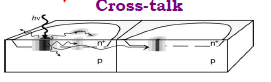 Cross-talk
hν
n⁺ n⁺
p p